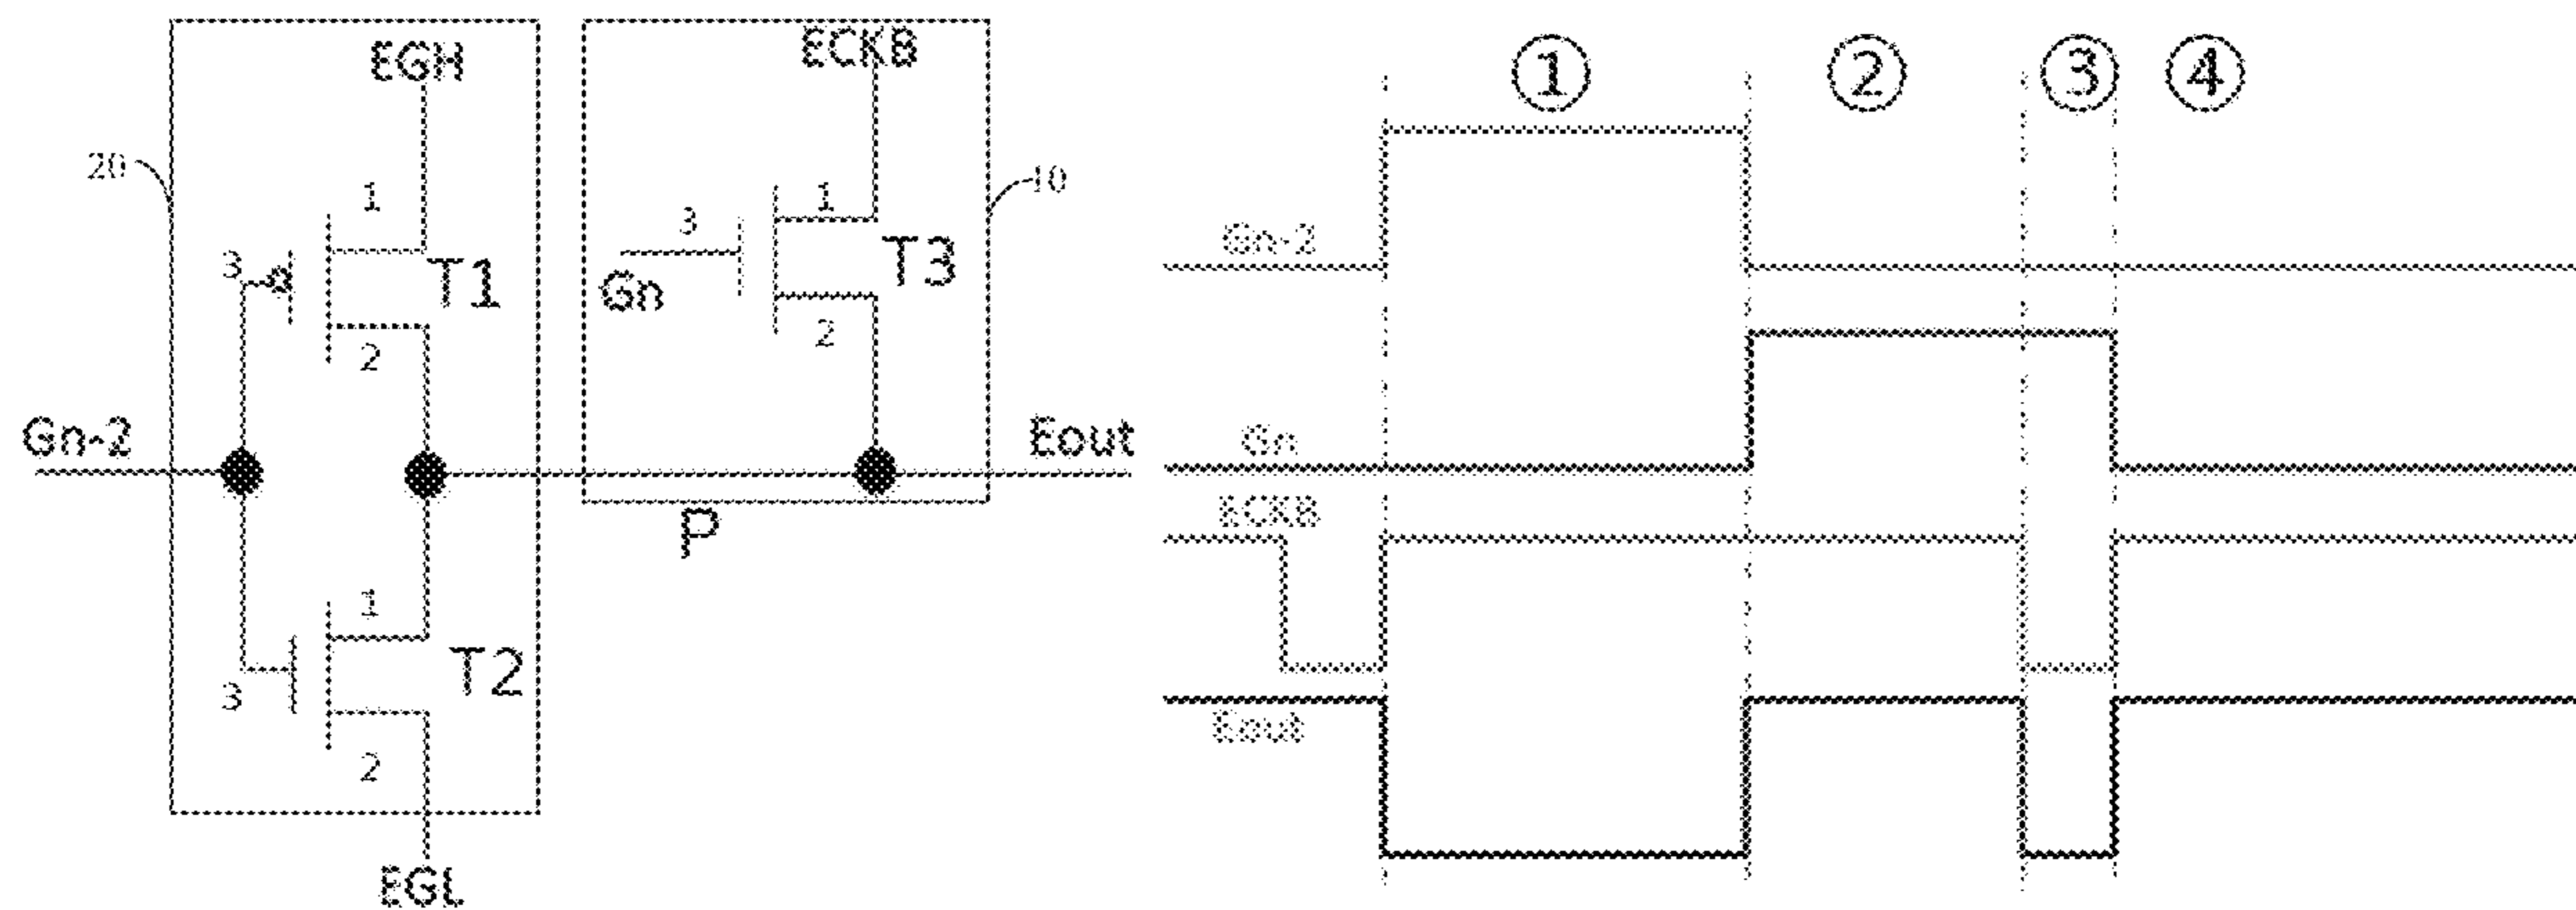 EGH
20
1
3
T1
2
Gn-2
1
T2
3
2
EGL
ECKB
10
3
1
Gn
T3
2
Eout
P
① ② ③ ④
Gn-2
Gn
ECKB
Eout